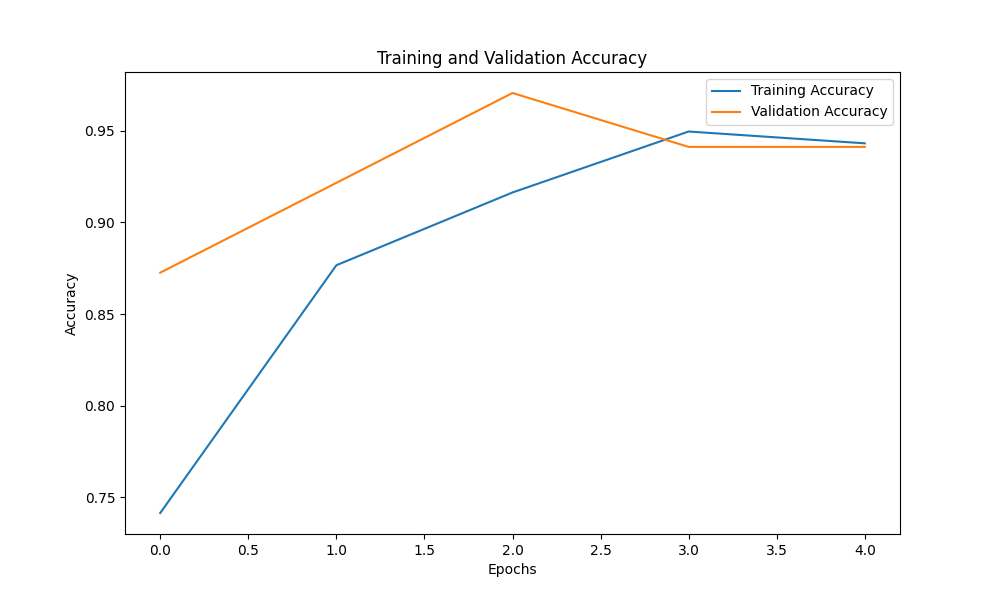 Training and Validation Accuracy
Training Accuracy
Validation Accuracy
0.95
0.90
0.85
0.80
0.75
Accuracy
0.0 0.5 1.0 1.5 2.0 2.5 3.0 3.5 4.0
Epochs